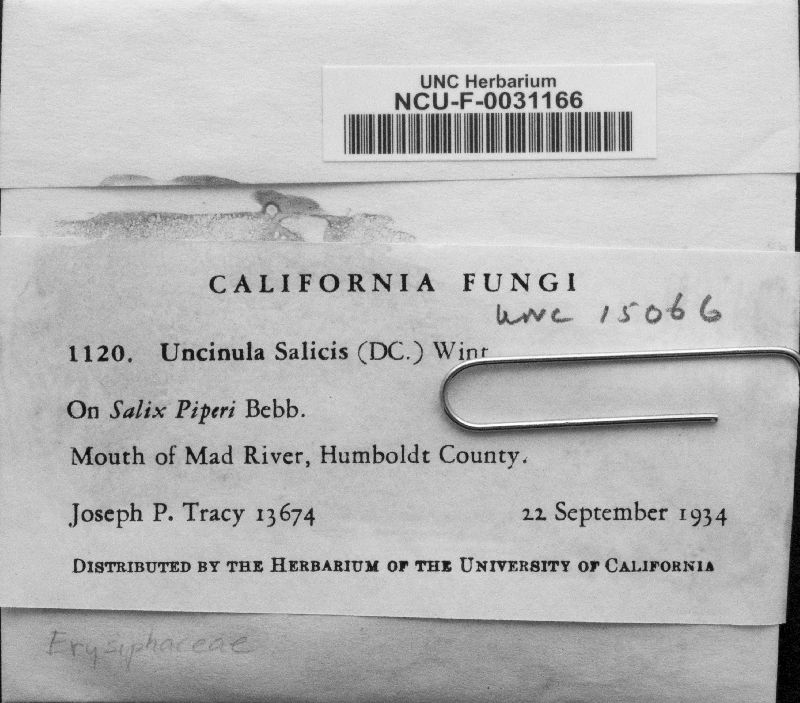 UNC Herbarium
NCU-F-0031166
CALIFORNIA FUNGI
UNC 15066
1120. Uncinula Salicis (DC.) Wint
On Salix Piperi Bebb.
Mouth of Mad River, Humboldt County.
Joseph P. Tracy 13674 22 September 1934
DISTRIBUTED BY THE HERBARIUM OF THE UNIVERSITY OF CALIFORNIA
Erysiphaceae